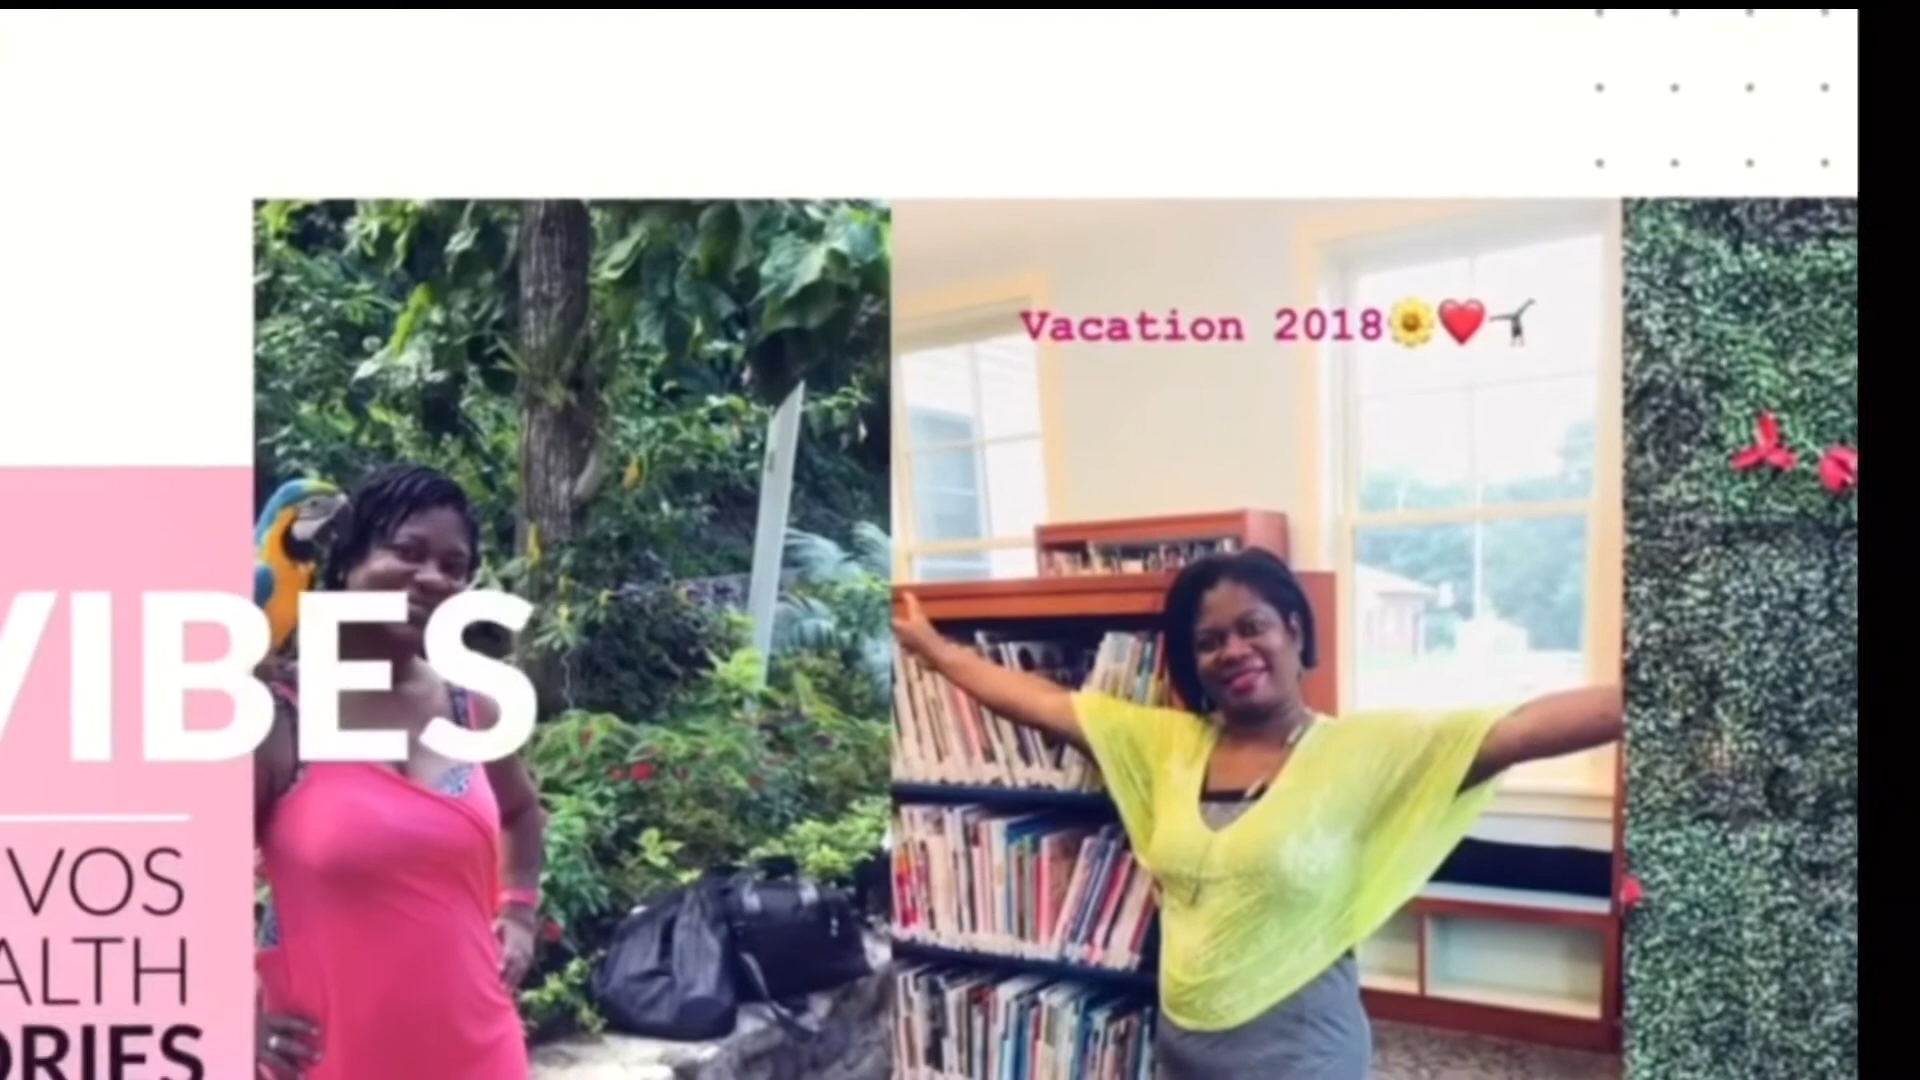 Vacation 2018🌻❤️🤸
VIBES
VOS
ALTH
ORIES